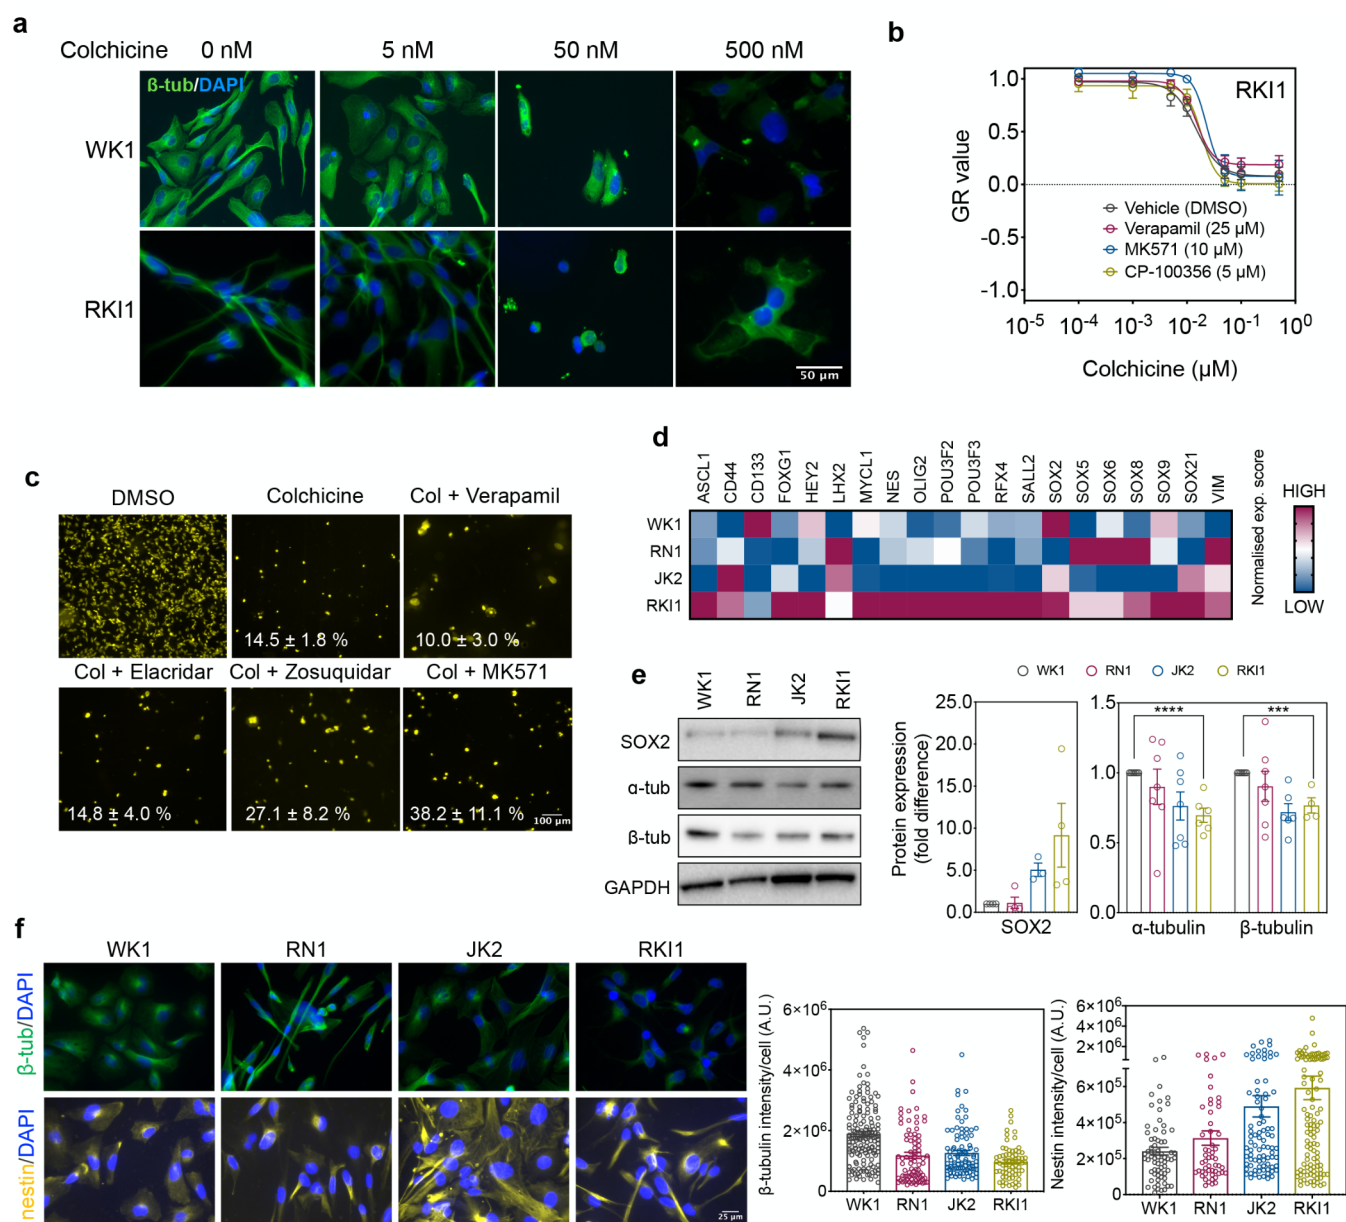 a
Colchicine 0 nM 5 nM 50 nM 500 nM
ß-tub/DAPI
WK1
RKI1
50 µm
b
RKI1
GR value
1.0
0.5
0.0
-0.5
-1.0
Vehicle (DMSO)
Verapamil (25 µM)
MK571 (10 µM)
CP-100356 (5 µM)
10-5 10-4 10-3 10-2 10-1 100
Colchicine (µM)
c
DMSO Colchicine Col + Verapamil
14.5 ± 1.8 % 10.0 ± 3.0 %
Col + Elacridar Col + Zosuquidar Col + MK571
14.8 ± 4.0 % 27.1 ± 8.2 % 38.2 ± 11.1 %
100 µm
d
ASCL1 CD44 CD133 FOXG1 HEY2 LHX2 MYCL1 NES OLIG2 POU3F2 POU3F3 RFX4 SALL2 SOX2 SOX5 SOX6 SOX8 SOX9 SOX21 VIM
WK1
RN1
JK2
RKI1
Normalised exp. score
HIGH
LOW
e
WK1 RN1 JK2 RKI1
SOX2
α-tub
β-tub
GAPDH
WK1 RN1 JK2 RKI1
Protein expression
(fold difference)
25.0
20.0
15.0
10.0
5.0
0.0
SOX2
1.5
1.0
0.5
0.0
**** ***
α-tubulin β-tubulin
f
WK1 RN1 JK2 RKI1
β-tub/DAPI
nestin/DAPI
25 µm
β-tubulin intensity/cell (A.U.)
6×10⁶
4×10⁶
2×10⁶
0
WK1 RN1 JK2 RKI1
Nestin intensity/cell (A.U.)
6×10⁶
4×10⁶
2×10⁶
6×10⁵
4×10⁵
2×10⁵
0
WK1 RN1 JK2 RKI1